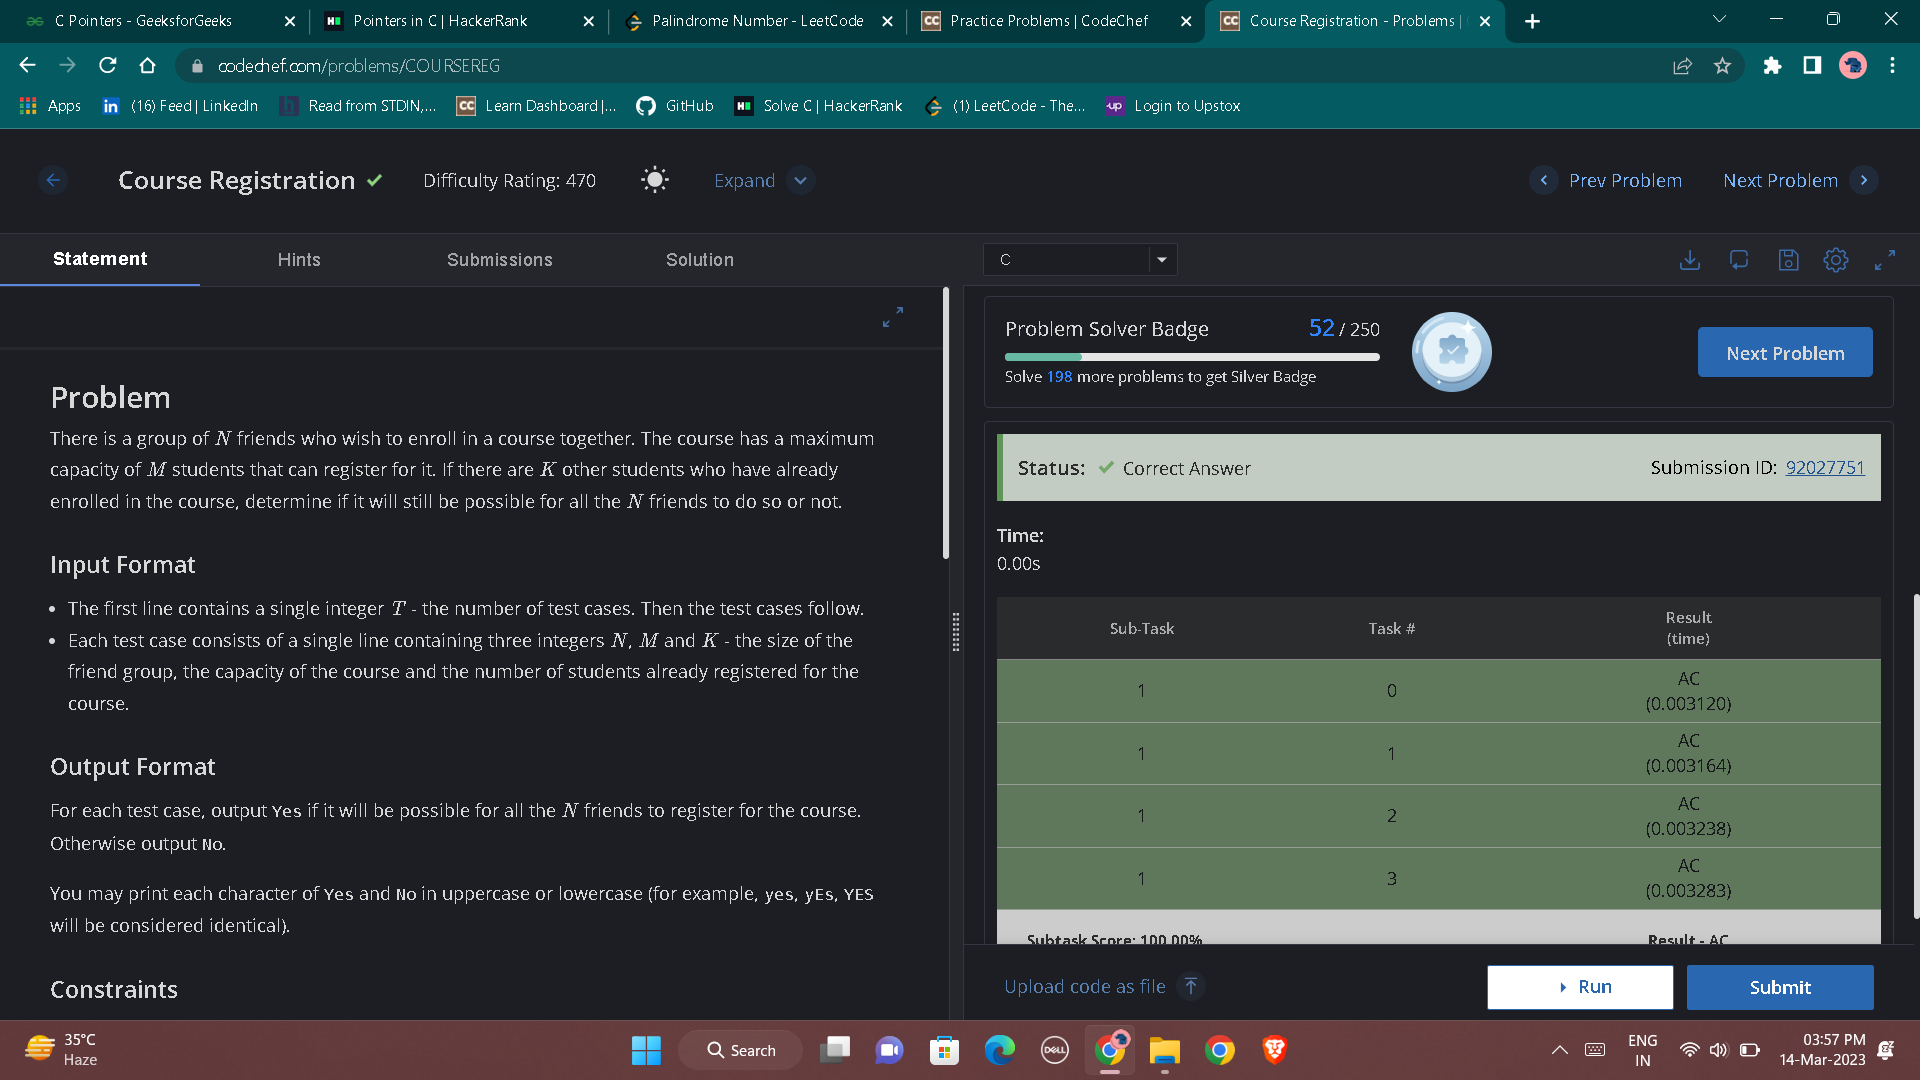 C Pointers - GeeksforGeeks
Pointers in C | HackerRank
Palindrome Number - LeetCode
CC Practice Problems | CodeChef
CC Course Registration - Problems |
codechef.com/problems/COURSEREG
Apps
in (16) Feed | LinkedIn
Read from STDIN,...
CC Learn Dashboard |...
GitHub
Solve C | HackerRank
(1) LeetCode - The...
up Login to Upstox
Course Registration
Difficulty Rating: 470
Expand
Prev Problem
Next Problem
Statement
Hints
Submissions
Solution
C
Problem
There is a group of N friends who wish to enroll in a course together. The course has a maximum
capacity of M students that can register for it. If there are K other students who have already
enrolled in the course, determine if it will still be possible for all the N friends to do so or not.
Input Format
• The first line contains a single integer T - the number of test cases. Then the test cases follow.
• Each test case consists of a single line containing three integers N, M and K - the size of the
friend group, the capacity of the course and the number of students already registered for the
course.
Output Format
For each test case, output Yes if it will be possible for all the N friends to register for the course.
Otherwise output No.
You may print each character of Yes and No in uppercase or lowercase (for example, yes, yEs, YES
will be considered identical).
Constraints
Problem Solver Badge
52 / 250
Solve 198 more problems to get Silver Badge
Next Problem
Status: Correct Answer
Submission ID: 92027751
Time:
0.00s
Sub-Task Task # Result
(time)
1 0 AC
(0.003120)
1 1 AC
(0.003164)
1 2 AC
(0.003238)
1 3 AC
(0.003283)
Subtask Score: 100.00% Result - AC
Upload code as file
Run
Submit
35°C
Haze
Search
DELL
ENG
IN
03:57 PM
14-Mar-2023